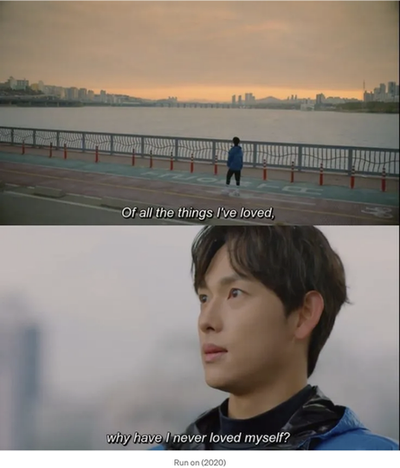 Of all the things I've loved,
why have I never loved myself?
Run on (2020)